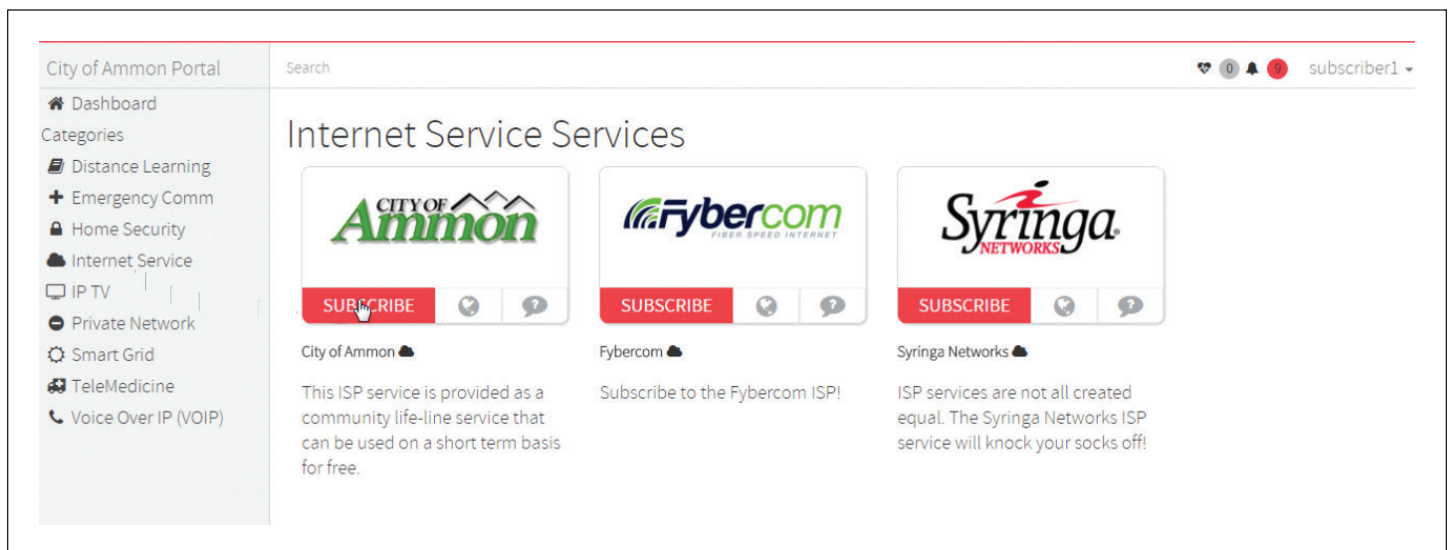 City of Ammon Portal
Search
0
9
subscriber1
Dashboard
Categories
Distance Learning
Emergency Comm
Home Security
Internet Service
IP TV
Private Network
Smart Grid
TeleMedicine
Voice Over IP (VOIP)
Internet Service Services
CITY OF
Ammon
SUBSCRIBE
?
City of Ammon
This ISP service is provided as a
community life-line service that
can be used on a short term basis
for free.
Fybercom
FIBER SPEED INTERNET
SUBSCRIBE
?
Fybercom
Subscribe to the Fybercom ISP!
Syringa
NETWORKS
SUBSCRIBE
?
Syringa Networks
ISP services are not all created
equal. The Syringa Networks ISP
service will knock your socks off!